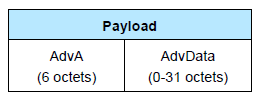 Payload
AdvA
(6 octets)
AdvData
(0-31 octets)